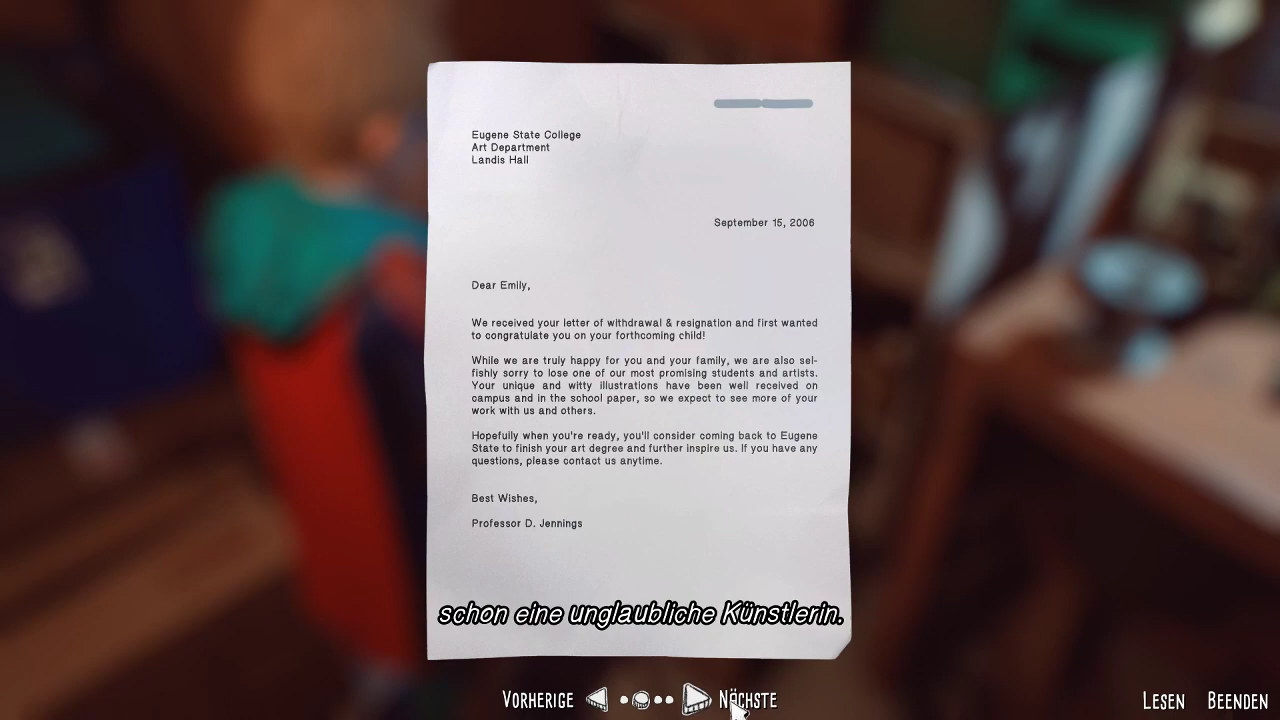 Eugene State College
Art Department
Landis Hall
September 15, 2006
Dear Emily,
We received your letter of withdrawal & resignation and first wanted
to congratulate you on your forthcoming child!
While we are truly happy for you and your family, we are also sel-
fishly sorry to lose one of our most promising students and artists.
Your unique and witty illustrations have been well received on
campus and in the school paper, so we expect to see more of your
work with us and others.
Hopefully when you're ready, you'll consider coming back to Eugene
State to finish your art degree and further inspire us. If you have any
questions, please contact us anytime.
Best Wishes,
Professor D. Jennings
schon eine unglaubliche Künstlerin.
VORHERIGE NÄCHSTE LESEN BEENDEN